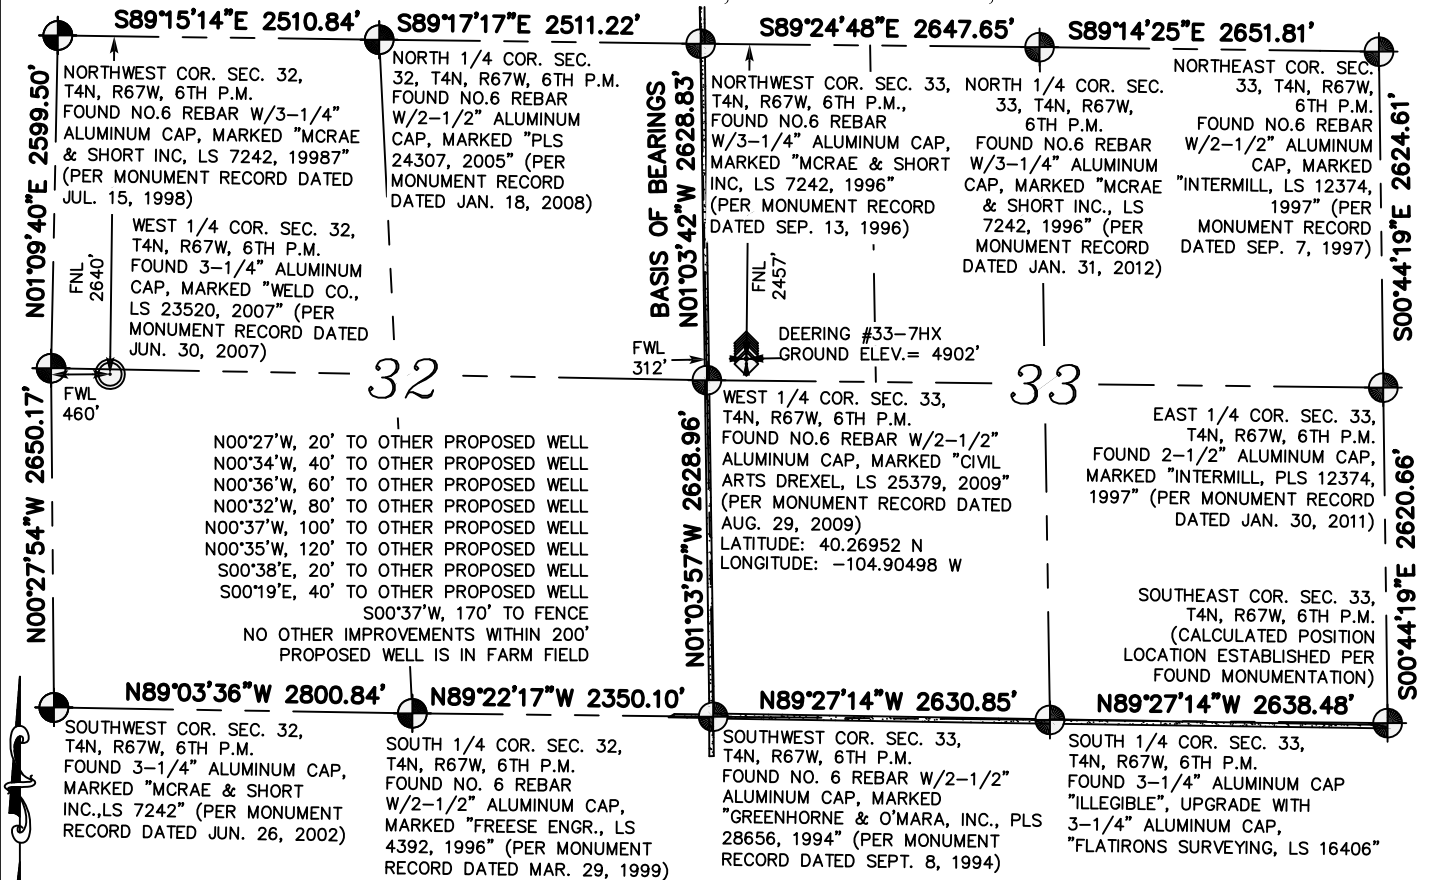 S89°15'14"E 2510.84'
S89°17'17"E 2511.22'
S89°24'48"E 2647.65'
S89°14'25"E 2651.81'
N01°09'40"E 2599.50'
NORTHWEST COR. SEC. 32,
T4N, R67W, 6TH P.M.
FOUND NO.6 REBAR W/3-1/4"
ALUMINUM CAP, MARKED "MCRAE
& SHORT INC, LS 7242, 19987"
(PER MONUMENT RECORD DATED
JUL. 15, 1998)
NORTH 1/4 COR. SEC.
32, T4N, R67W, 6TH P.M.
FOUND NO.6 REBAR
W/2-1/2" ALUMINUM
CAP, MARKED "PLS
24307, 2005" (PER
MONUMENT RECORD
DATED JAN. 18, 2008)
BASIS OF BEARINGS
N01°03'42"W 2628.83'
NORTHWEST COR. SEC. 33,
T4N, R67W, 6TH P.M.,
FOUND NO.6 REBAR
W/3-1/4" ALUMINUM CAP,
MARKED "MCRAE & SHORT
INC, LS 7242, 1996"
(PER MONUMENT RECORD
DATED SEP. 13, 1996)
NORTH 1/4 COR. SEC.
33, T4N, R67W,
6TH P.M.
FOUND NO.6 REBAR
W/3-1/4" ALUMINUM
CAP, MARKED "MCRAE
& SHORT INC., LS
7242, 1996" (PER
MONUMENT RECORD
DATED JAN. 31, 2012)
NORTHEAST COR. SEC.
33, T4N, R67W,
6TH P.M.
FOUND NO.6 REBAR
W/2-1/2" ALUMINUM
CAP, MARKED
"INTERMILL, LS 12374,
1997" (PER
MONUMENT RECORD
DATED SEP. 7, 1997)
S00°44'19"E 2624.61'
FNL
2640'
WEST 1/4 COR. SEC. 32,
T4N, R67W, 6TH P.M.
FOUND 3-1/4" ALUMINUM
CAP, MARKED "WELD CO.,
LS 23520, 2007" (PER
MONUMENT RECORD DATED
JUN. 30, 2007)
FNL
2457'
DEERING #33-7HX
GROUND ELEV.= 4902'
FWL
312'
FWL
460'
32
33
N00°27'54"W 2650.17'
N00°27'W, 20' TO OTHER PROPOSED WELL
N00°34'W, 40' TO OTHER PROPOSED WELL
N00°36'W, 60' TO OTHER PROPOSED WELL
N00°32'W, 80' TO OTHER PROPOSED WELL
N00°37'W, 100' TO OTHER PROPOSED WELL
N00°35'W, 120' TO OTHER PROPOSED WELL
S00°38'E, 20' TO OTHER PROPOSED WELL
S00°19'E, 40' TO OTHER PROPOSED WELL
S00°37'W, 170' TO FENCE
NO OTHER IMPROVEMENTS WITHIN 200'
PROPOSED WELL IS IN FARM FIELD
N01°03'57"W 2628.96'
WEST 1/4 COR. SEC. 33,
T4N, R67W, 6TH P.M.
FOUND NO.6 REBAR W/2-1/2"
ALUMINUM CAP, MARKED "CIVIL
ARTS DREXEL, LS 25379, 2009"
(PER MONUMENT RECORD DATED
AUG. 29, 2009)
LATITUDE: 40.26952 N
LONGITUDE: -104.90498 W
EAST 1/4 COR. SEC. 33,
T4N, R67W, 6TH P.M.
FOUND 2-1/2" ALUMINUM CAP,
MARKED "INTERMILL, PLS 12374,
1997" (PER MONUMENT RECORD
DATED JAN. 30, 2011)
SOUTHEAST COR. SEC. 33,
T4N, R67W, 6TH P.M.
(CALCULATED POSITION
LOCATION ESTABLISHED PER
FOUND MONUMENTATION)
S00°44'19"E 2620.66'
N89°03'36"W 2800.84'
N89°22'17"W 2350.10'
N89°27'14"W 2630.85'
N89°27'14"W 2638.48'
SOUTHWEST COR. SEC. 32,
T4N, R67W, 6TH P.M.
FOUND 3-1/4" ALUMINUM CAP,
MARKED "MCRAE & SHORT
INC.,LS 7242" (PER MONUMENT
RECORD DATED JUN. 26, 2002)
SOUTH 1/4 COR. SEC. 32,
T4N, R67W, 6TH P.M.
FOUND NO. 6 REBAR
W/2-1/2" ALUMINUM CAP,
MARKED "FREESE ENGR., LS
4392, 1996" (PER MONUMENT
RECORD DATED MAR. 29, 1999)
SOUTHWEST COR. SEC. 33,
T4N, R67W, 6TH P.M.
FOUND NO. 6 REBAR W/2-1/2"
ALUMINUM CAP, MARKED
"GREENHORNE & O'MARA, INC., PLS
28656, 1994" (PER MONUMENT
RECORD DATED SEPT. 8, 1994)
SOUTH 1/4 COR. SEC. 33,
T4N, R67W, 6TH P.M.
FOUND 3-1/4" ALUMINUM CAP
"ILLEGIBLE", UPGRADE WITH
3-1/4" ALUMINUM CAP,
"FLATIRONS SURVEYING, LS 16406"